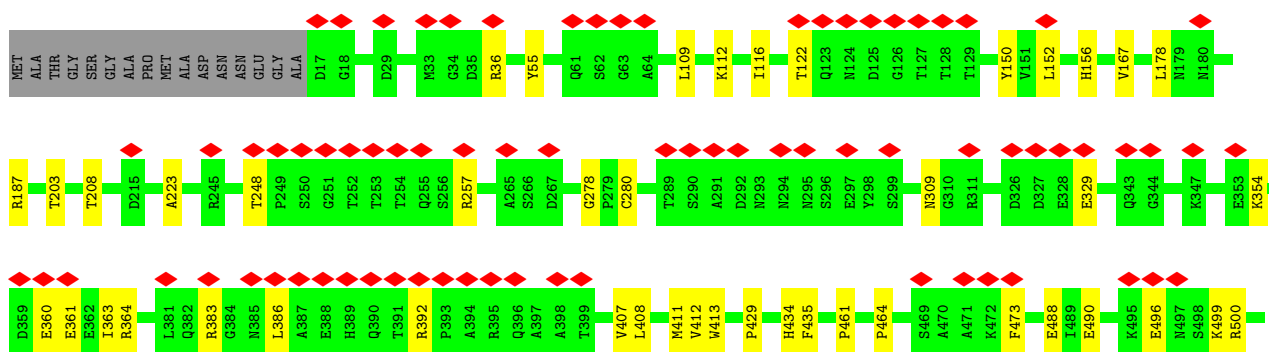 MET ALA THR GLY SER GLY ALA PRO MET ALA ASP ASN ASN GLU GLY ALA D17 G18 D29 M33 G34 D35 R36 Y55 Q61 S62 G63 A64 L109 K112 I116 T122 Q123 N124 D125 G126 T127 T128 T129 Y150 V151 L152 H156 V167 L178 N179 N180
R187 T203 T208 D215 A223 R245 T248 P249 S250 G251 T252 T253 T254 Q255 S256 R257 A265 S266 D267 G278 P279 C280 T289 S290 A291 D292 N293 N294 N295 S296 E297 Y298 S299 N309 G310 R311 D326 D327 E328 E329 Q343 G344 K347 E353 K354
D359 E360 E361 E362 I363 R364 L381 Q382 R383 G384 N385 L386 A387 E388 H389 Q390 T391 R392 P393 A394 R395 Q396 A397 A398 T399 V407 L408 M411 V412 W413 P429 H434 F435 P461 P464 S469 A470 A471 K472 F473 E488 I489 E490 K495 E496 N497 S498 K499 R500